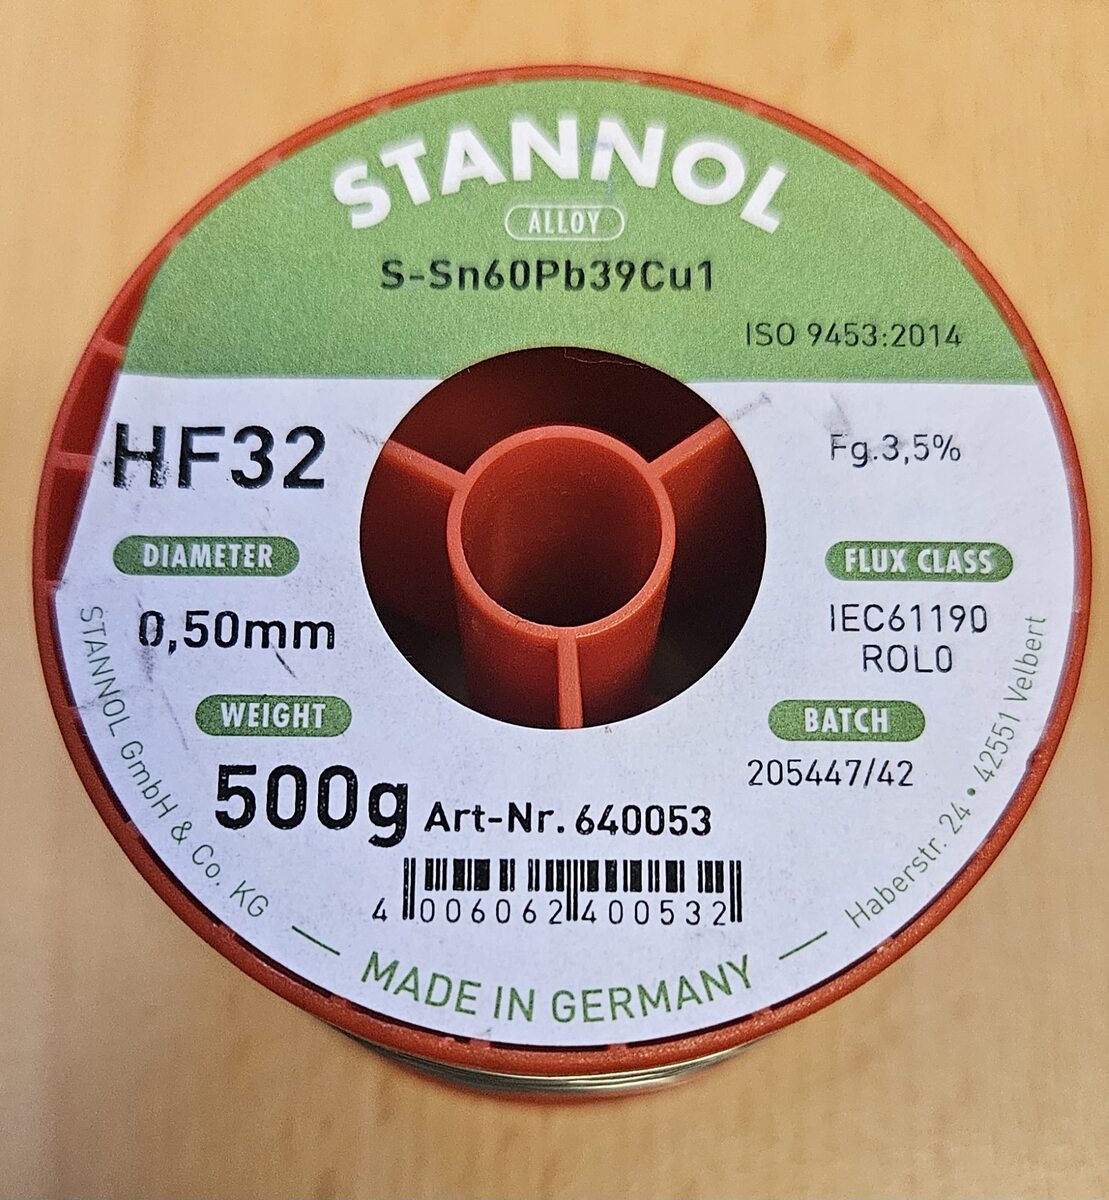 STANNOL
ALLOY
S-Sn60Pb39Cu1
ISO 9453:2014
HF32
Fg.3,5%
DIAMETER
0,50mm
FLUX CLASS
IEC61190
ROL0
WEIGHT
500g
BATCH
205447/42
Art-Nr. 640053
4 006062 400532
STANNOL GmbH & Co. KG
Haberstr. 24 • 42551 Velbert
— MADE IN GERMANY —